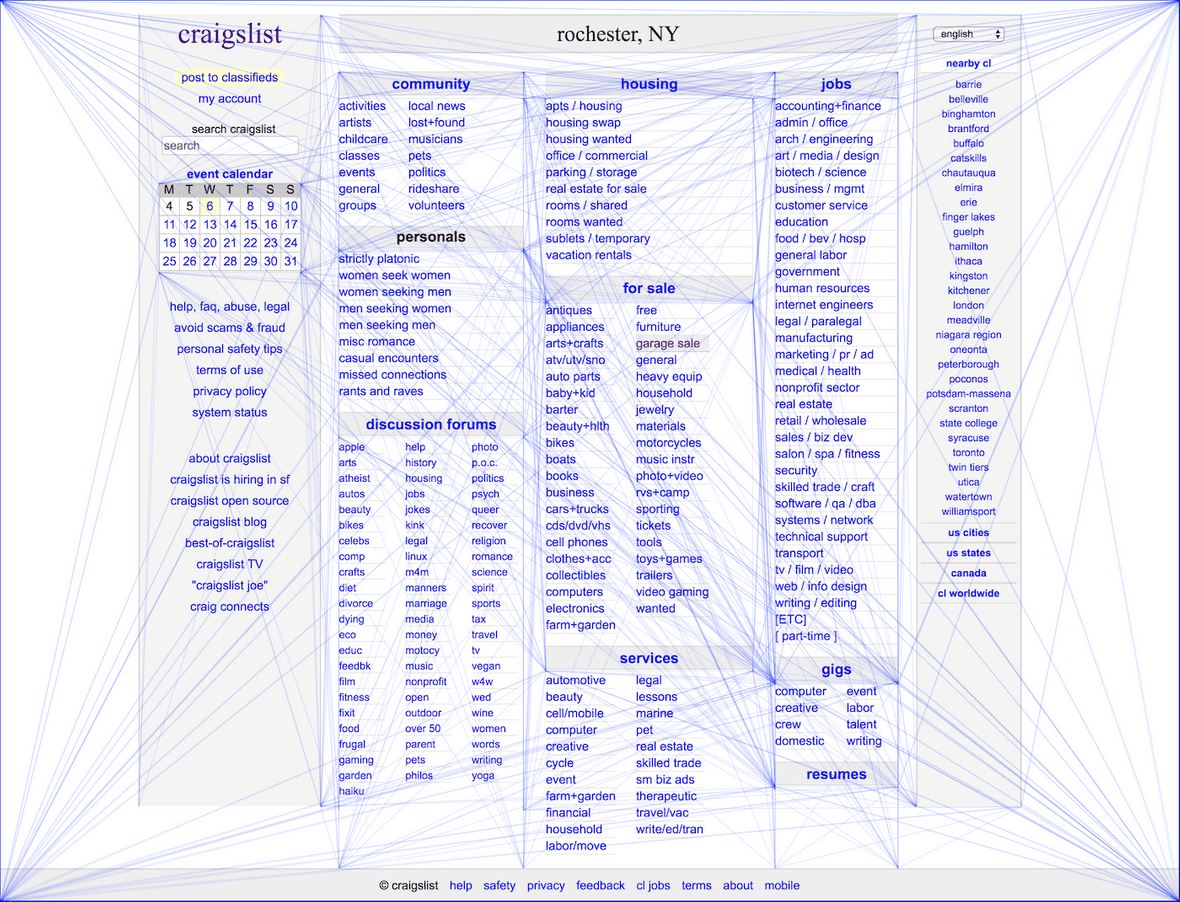 craigslist
post to classifieds
my account
search craigslist
search
event calendar
M T W T F S S
4 5 6 7 8 9 10
11 12 13 14 15 16 17
18 19 20 21 22 23 24
25 26 27 28 29 30 31
help, faq, abuse, legal
avoid scams & fraud
personal safety tips
terms of use
privacy policy
system status
about craigslist
craigslist is hiring in sf
craigslist open source
craigslist blog
best-of-craigslist
craigslist TV
"craigslist joe"
craig connects
rochester, NY
community
activities
artists
childcare
classes
events
general
groups
local news
lost+found
musicians
pets
politics
rideshare
volunteers
personals
strictly platonic
women seek women
women seeking men
men seeking women
men seeking men
misc romance
casual encounters
missed connections
rants and raves
discussion forums
apple
arts
atheist
autos
beauty
bikes
celebs
comp
crafts
diet
divorce
dying
eco
educ
feedbk
film
fitness
fixit
food
frugal
gaming
garden
haiku
help
history
housing
jobs
jokes
kink
legal
linux
m4m
manners
marriage
media
money
motocy
music
nonprofit
open
outdoor
over 50
parent
pets
philos
photo
p.o.c.
politics
psych
queer
recover
religion
romance
science
spirit
sports
tax
travel
tv
vegan
w4w
wed
wine
women
words
writing
yoga
housing
apts / housing
housing swap
housing wanted
office / commercial
parking / storage
real estate for sale
rooms / shared
rooms wanted
sublets / temporary
vacation rentals
for sale
antiques
appliances
arts+crafts
atv/utv/sno
auto parts
baby+kid
barter
beauty+hlth
bikes
boats
books
business
cars+trucks
cds/dvd/vhs
cell phones
clothes+acc
collectibles
computers
electronics
farm+garden
free
furniture
garage sale
general
heavy equip
household
jewelry
materials
motorcycles
music instr
photo+video
rvs+camp
sporting
tickets
tools
toys+games
trailers
video gaming
wanted
services
automotive
beauty
cell/mobile
computer
creative
cycle
event
farm+garden
financial
household
labor/move
legal
lessons
marine
pet
real estate
skilled trade
sm biz ads
therapeutic
travel/vac
write/ed/tran
jobs
accounting+finance
admin / office
arch / engineering
art / media / design
biotech / science
business / mgmt
customer service
education
food / bev / hosp
general labor
government
human resources
internet engineers
legal / paralegal
manufacturing
marketing / pr / ad
medical / health
nonprofit sector
real estate
retail / wholesale
sales / biz dev
salon / spa / fitness
security
skilled trade / craft
software / qa / dba
systems / network
technical support
transport
tv / film / video
web / info design
writing / editing
[ETC]
[ part-time ]
gigs
computer
creative
crew
domestic
event
labor
talent
writing
resumes
english
nearby cl
barrie
belleville
binghamton
brantford
buffalo
catskills
chautauqua
elmira
erie
finger lakes
guelph
hamilton
ithaca
kingston
kitchener
london
meadville
niagara region
oneonta
peterborough
poconos
potsdam-massena
scranton
state college
syracuse
toronto
twin tiers
utica
watertown
williamsport
us cities
us states
canada
cl worldwide
© craigslist help safety privacy feedback cl jobs terms about mobile